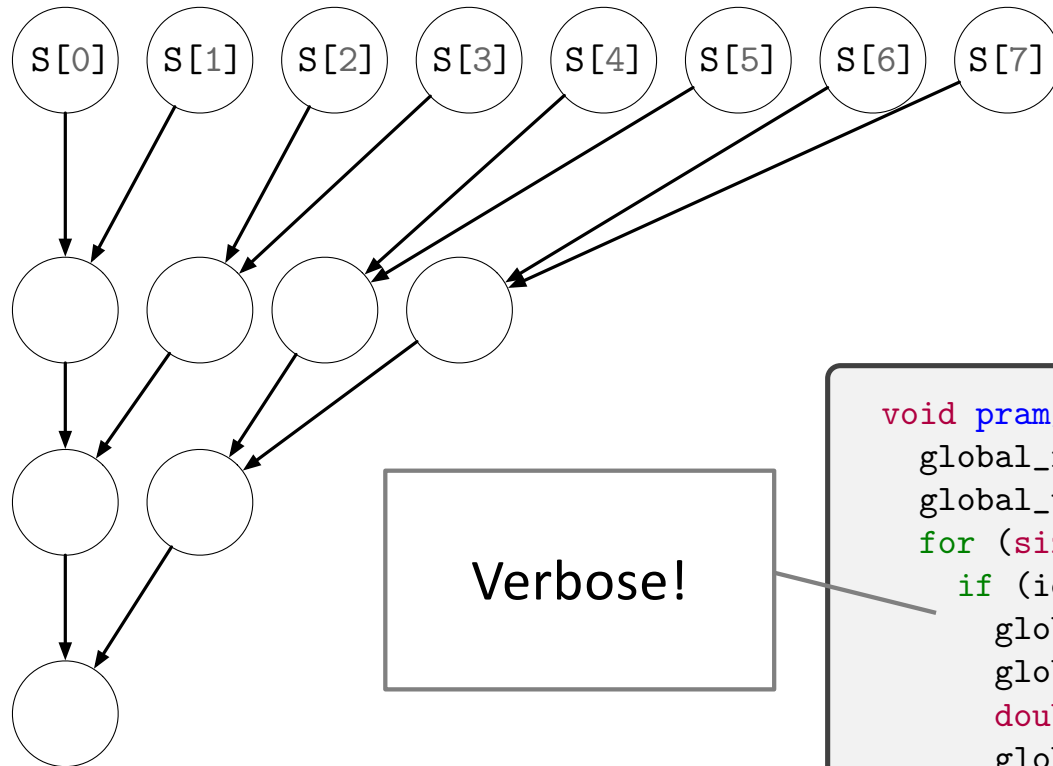 S[0] S[1] S[2] S[3] S[4] S[5] S[6] S[7]
Verbose!
void pram
global_
global_
for (si
if (i
glo
glo
dou
glo